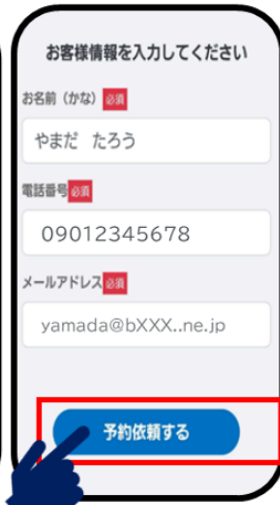 お客様情報を入力してください
お名前（かな） 必須
やまだ たろう
電話番号 必須
09012345678
メールアドレス 必須
yamada@bXXX..ne.jp
予約依頼する